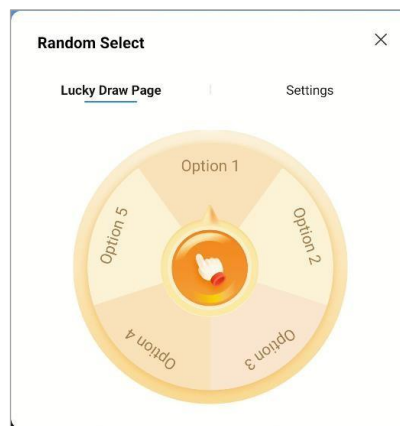 Random Select
Lucky Draw Page
Settings
Option 1
Option 2
Option 3
Option 4
Option 5